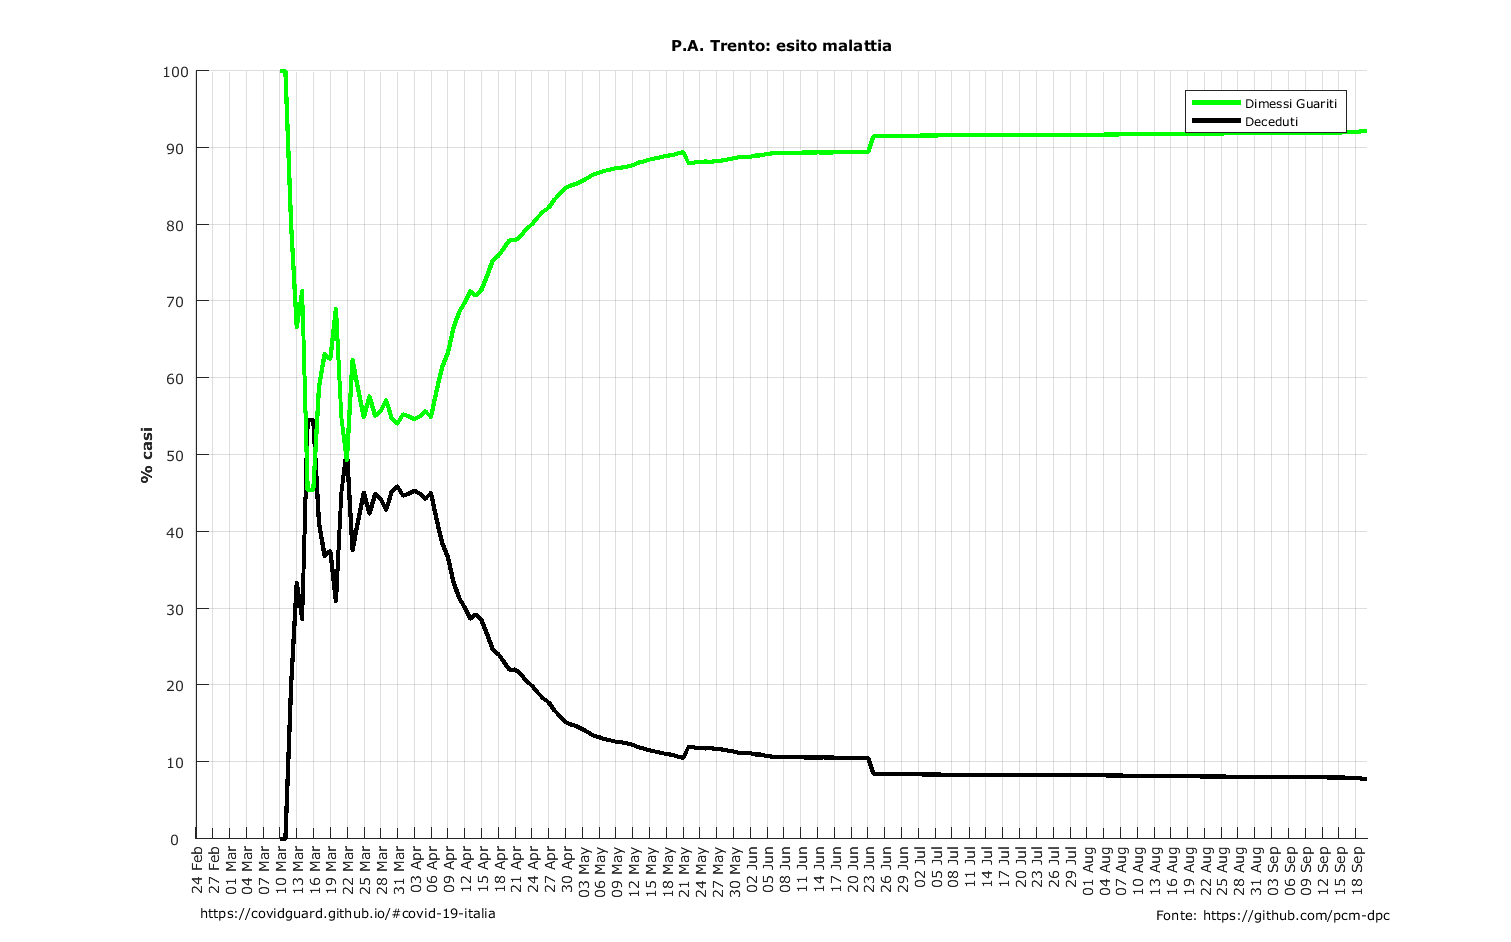 P.A. Trento: esito malattia
100
90
80
70
60
50
40
30
20
10
0
% casi
Dimessi Guariti
Deceduti
24 Feb
27 Feb
01 Mar
04 Mar
07 Mar
10 Mar
13 Mar
16 Mar
19 Mar
22 Mar
25 Mar
28 Mar
31 Mar
03 Apr
06 Apr
09 Apr
12 Apr
15 Apr
18 Apr
21 Apr
24 Apr
27 Apr
30 Apr
03 May
06 May
09 May
12 May
15 May
18 May
21 May
24 May
27 May
30 May
02 Jun
05 Jun
08 Jun
11 Jun
14 Jun
17 Jun
20 Jun
23 Jun
26 Jun
29 Jun
02 Jul
05 Jul
08 Jul
11 Jul
14 Jul
17 Jul
20 Jul
23 Jul
26 Jul
29 Jul
01 Aug
04 Aug
07 Aug
10 Aug
13 Aug
16 Aug
19 Aug
22 Aug
25 Aug
28 Aug
31 Aug
03 Sep
06 Sep
09 Sep
12 Sep
15 Sep
18 Sep
https://covidguard.github.io/#covid-19-italia
Fonte: https://github.com/pcm-dpc